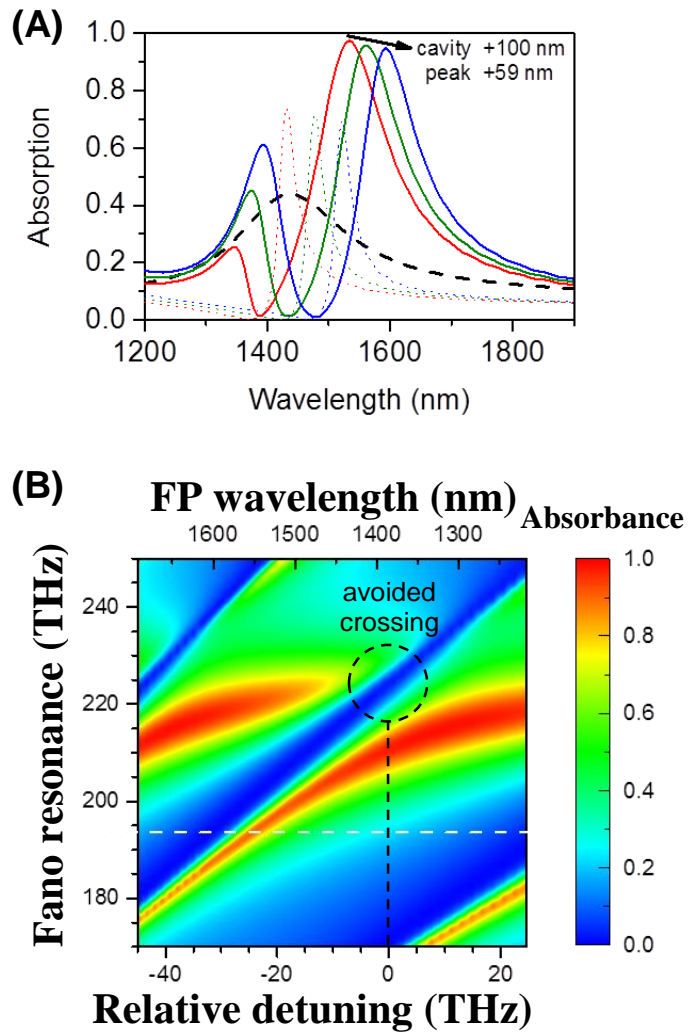 (A)
1.0
0.8
0.6
0.4
0.2
0.0
Absorption
cavity +100 nm
peak +59 nm
1200 1400 1600 1800
Wavelength (nm)
(B)
FP wavelength (nm)
Absorbance
1600 1500 1400 1300
Fano resonance (THz)
240
220
200
180
avoided
crossing
1.0
0.8
0.6
0.4
0.2
0.0
-40 -20 0 20
Relative detuning (THz)